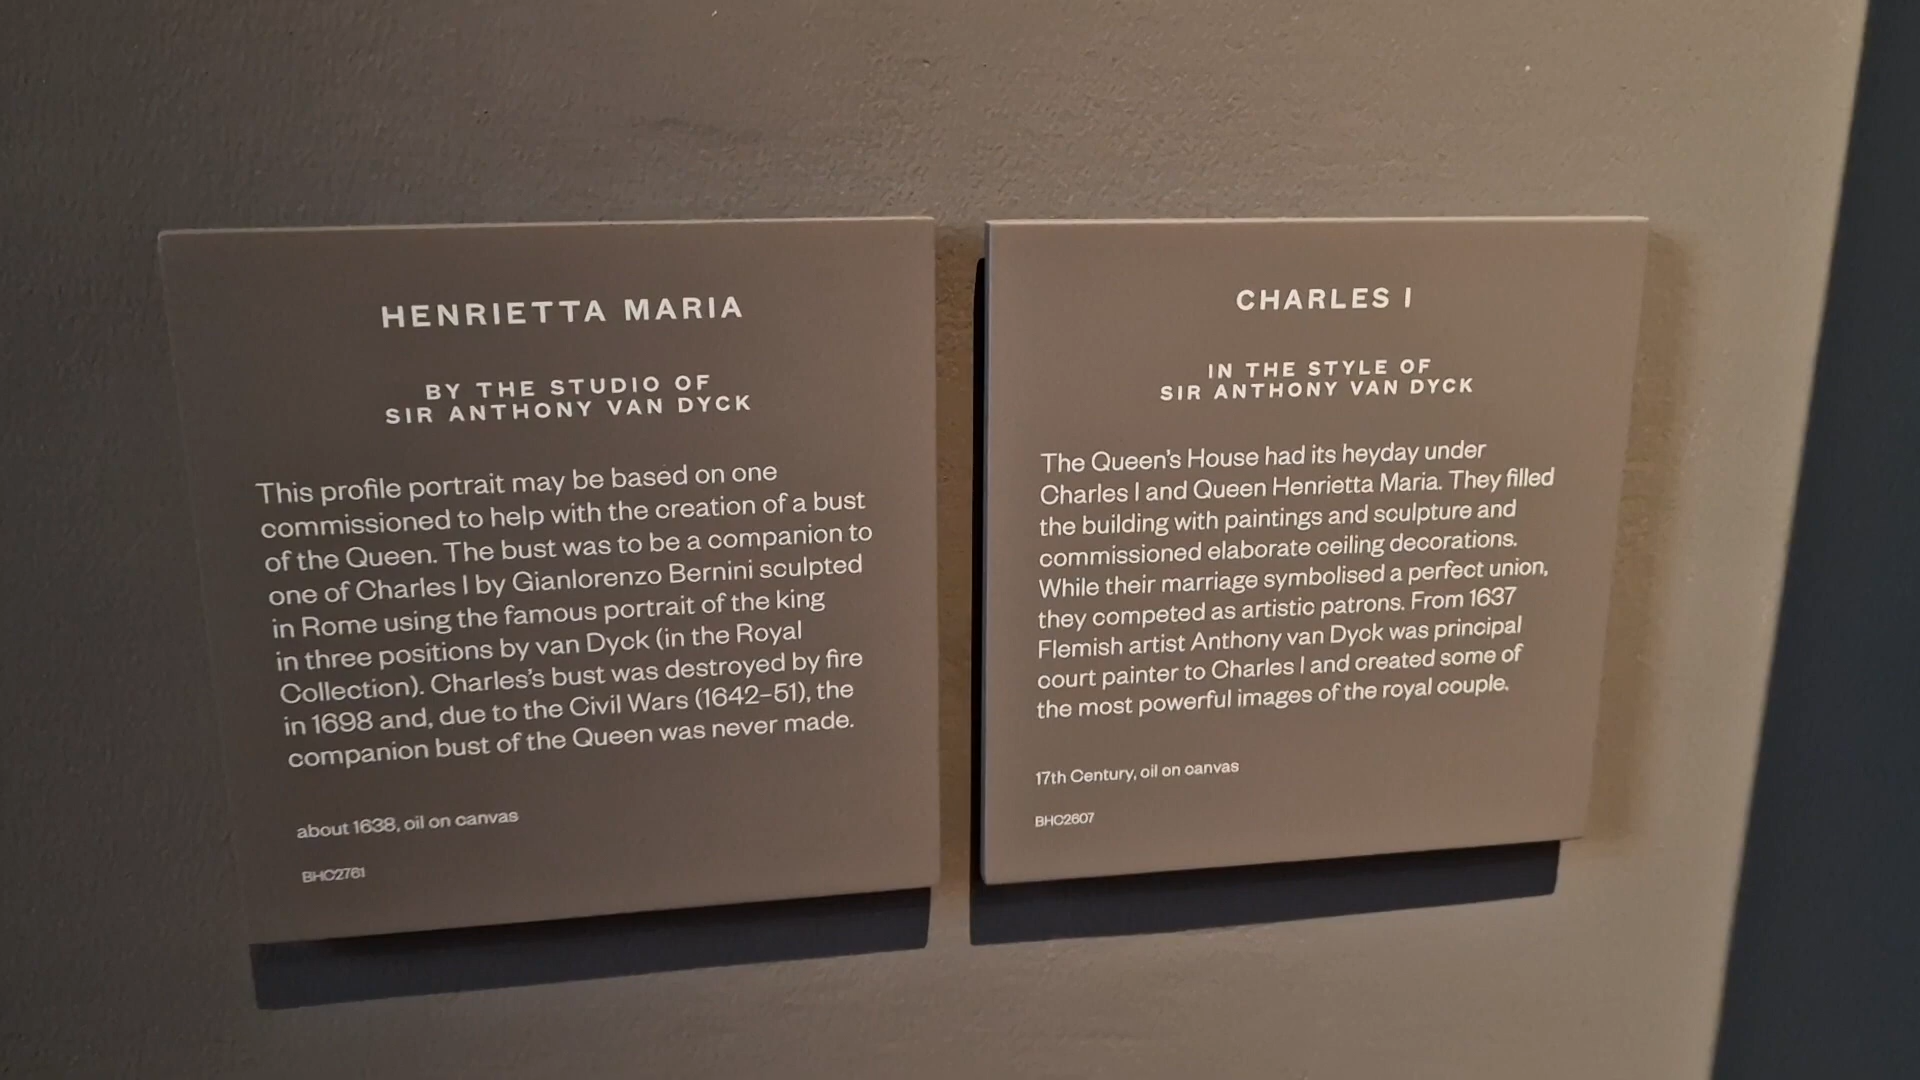 HENRIETTA MARIA
BY THE STUDIO OF
SIR ANTHONY VAN DYCK
This profile portrait may be based on one
commissioned to help with the creation of a bust
of the Queen. The bust was to be a companion to
one of Charles I by Gianlorenzo Bernini sculpted
in Rome using the famous portrait of the king
in three positions by van Dyck (in the Royal
Collection). Charles's bust was destroyed by fire
in 1698 and, due to the Civil Wars (1642–51), the
companion bust of the Queen was never made.
about 1638, oil on canvas
BHC2761
CHARLES I
IN THE STYLE OF
SIR ANTHONY VAN DYCK
The Queen's House had its heyday under
Charles I and Queen Henrietta Maria. They filled
the building with paintings and sculpture and
commissioned elaborate ceiling decorations.
While their marriage symbolised a perfect union,
they competed as artistic patrons. From 1637
Flemish artist Anthony van Dyck was principal
court painter to Charles I and created some of
the most powerful images of the royal couple.
17th Century, oil on canvas
BHC2607